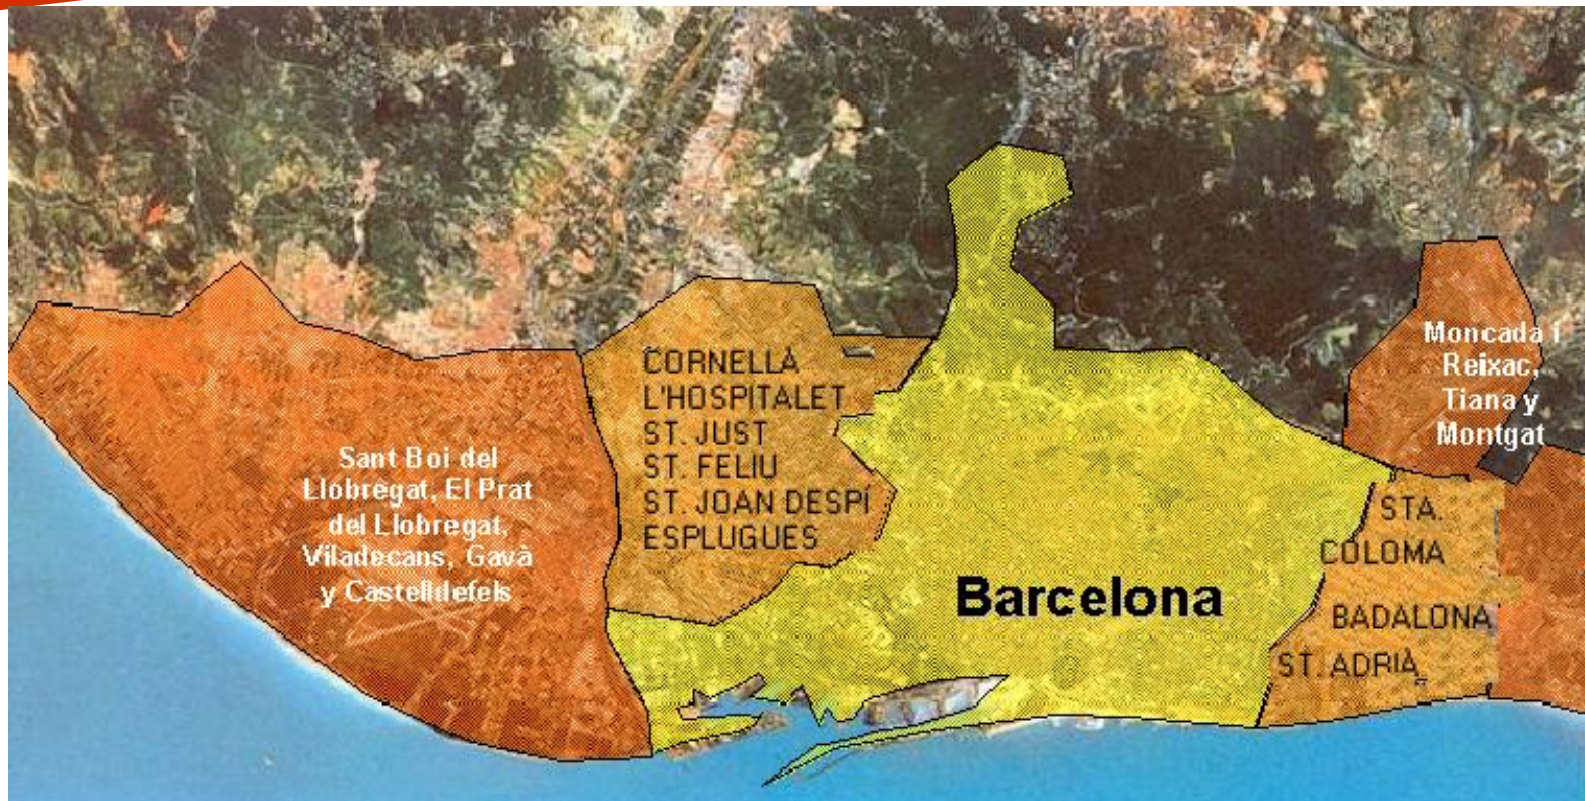 Sant Boi del
Llobregat, El Prat
del Llobregat,
Viladecans, Gavà
y Castelldefels
CORNELLÀ
L'HOSPITALET
ST. JUST
ST. FELIU
ST. JOAN DESPÍ
ESPLUGUES
Barcelona
Moncada i
Reixac,
Tiana y
Montgat
STA.
COLOMA
BADALONA
ST. ADRIÀ